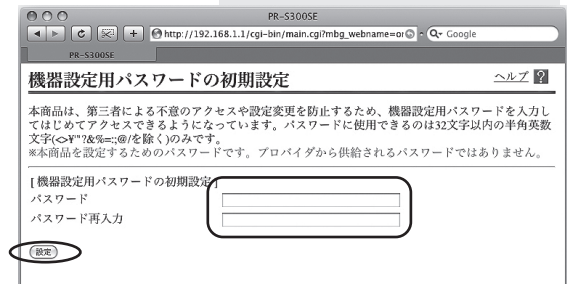 PR-S300SE
http://192.168.1.1/cgi-bin/main.cgi?mbg_webname=or
Google
PR-S300SE
機器設定用パスワードの初期設定
ヘルプ ?
本商品は、第三者による不意のアクセスや設定変更を防止するため、機器設定用パスワードを入力し
てはじめてアクセスできるようになっています。パスワードに使用できるのは32文字以内の半角英数
文字(<>¥'"?&%=:;@/を除く)のみです。
※本商品を設定するためのパスワードです。プロバイダから供給されるパスワードではありません。
[機器設定用パスワードの初期設定]
パスワード
パスワード再入力
設定